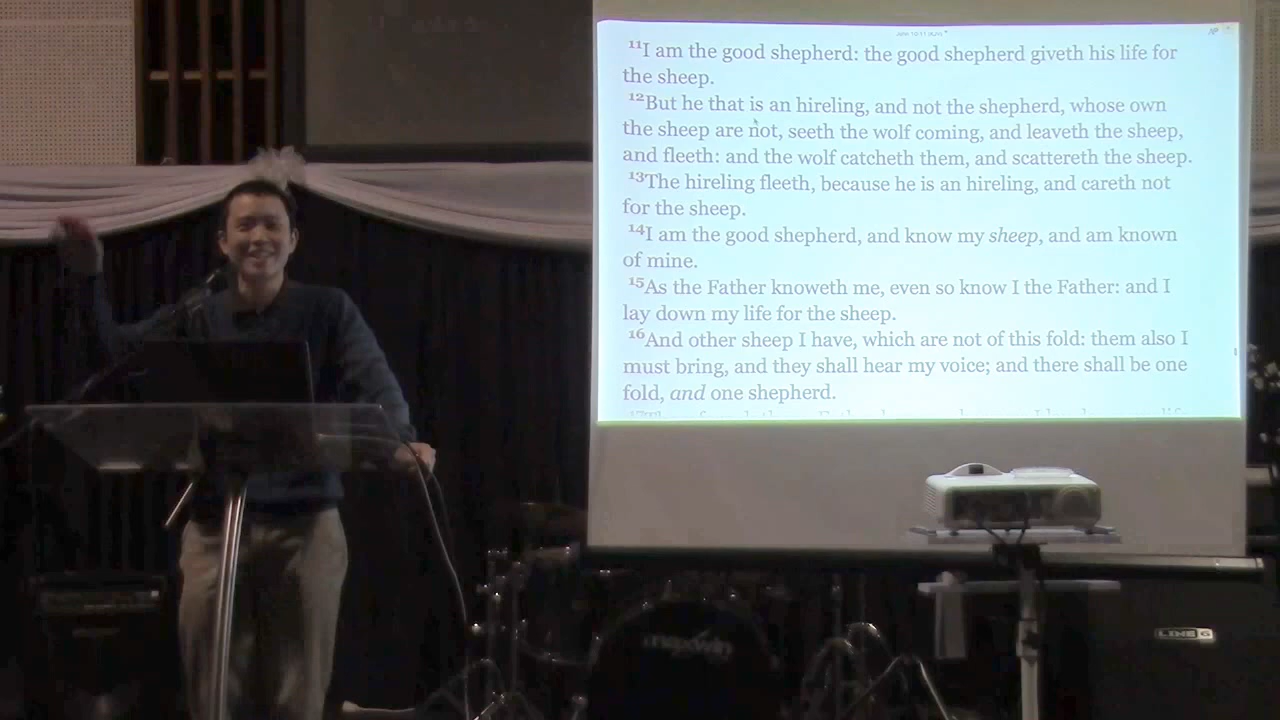 ¹¹I am the good shepherd: the good shepherd giveth his life for
the sheep.
¹²But he that is an hireling, and not the shepherd, whose own
the sheep are not, seeth the wolf coming, and leaveth the sheep,
and fleeth: and the wolf catcheth them, and scattereth the sheep.
¹³The hireling fleeth, because he is an hireling, and careth not
for the sheep.
¹⁴I am the good shepherd, and know my sheep, and am known
of mine.
¹⁵As the Father knoweth me, even so know I the Father: and I
lay down my life for the sheep.
¹⁶And other sheep I have, which are not of this fold: them also I
must bring, and they shall hear my voice; and there shall be one
fold, and one shepherd.
LINE 6